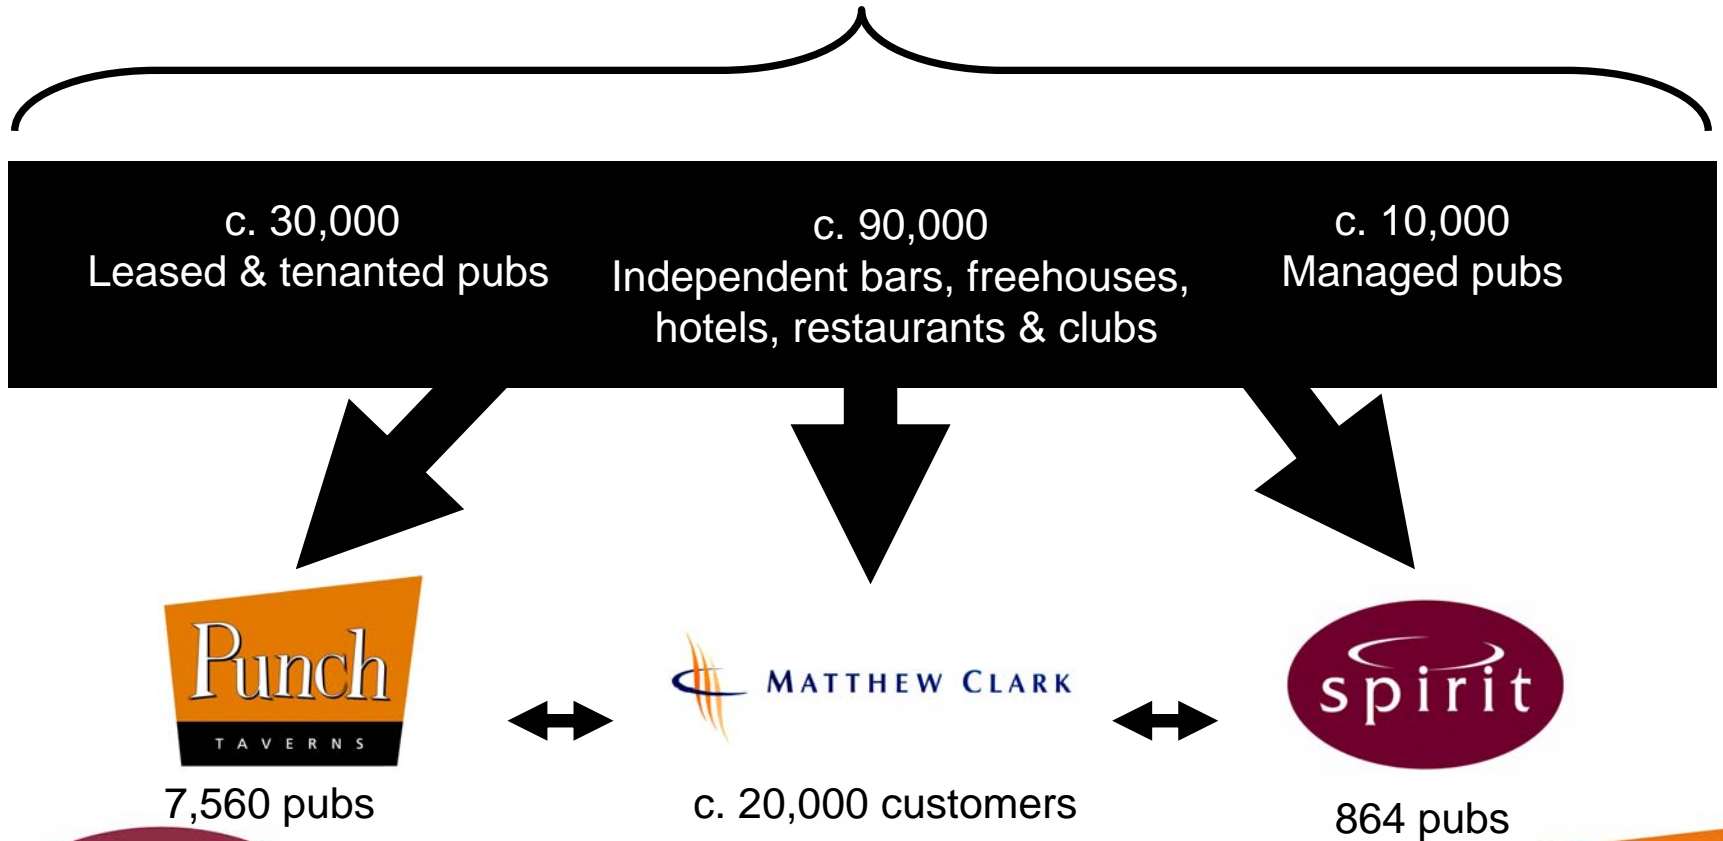 c. 30,000
Leased & tenanted pubs
c. 90,000
Independent bars, freehouses,
hotels, restaurants & clubs
c. 10,000
Managed pubs
Punch
TAVERNS
7,560 pubs
MATTHEW CLARK
c. 20,000 customers
spirit
864 pubs